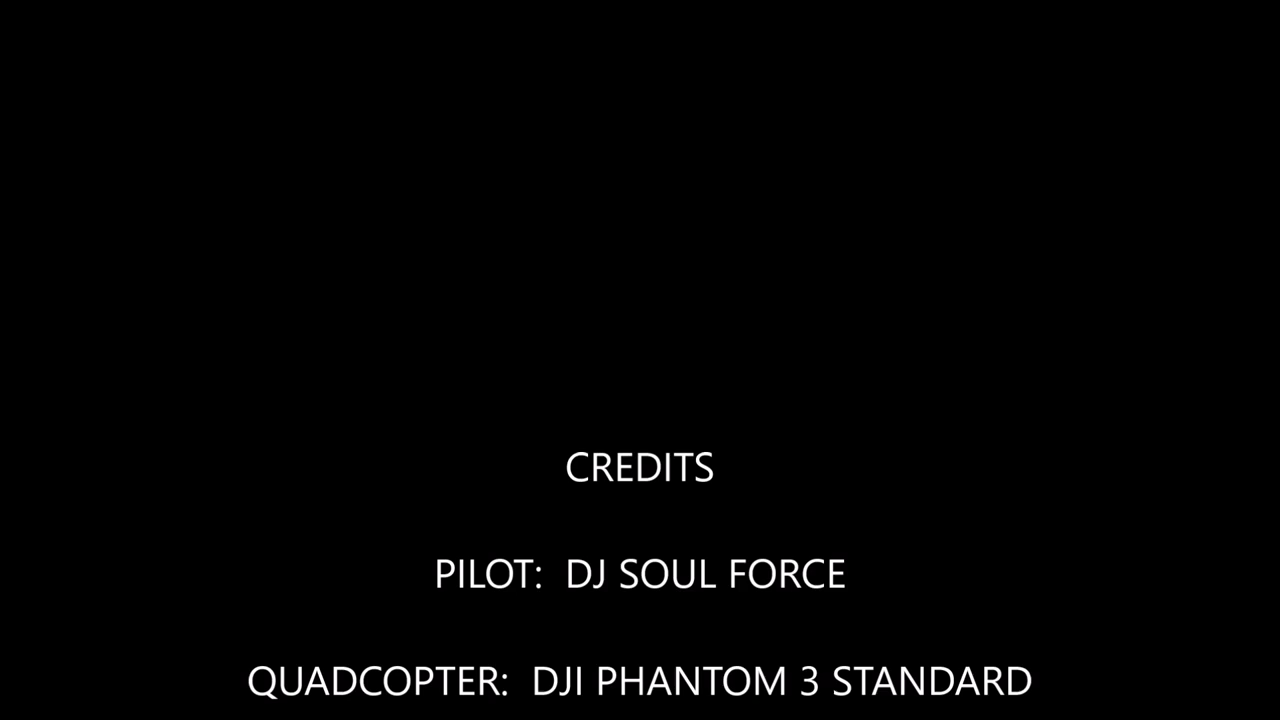 CREDITS
PILOT:  DJ SOUL FORCE
QUADCOPTER:  DJI PHANTOM 3 STANDARD